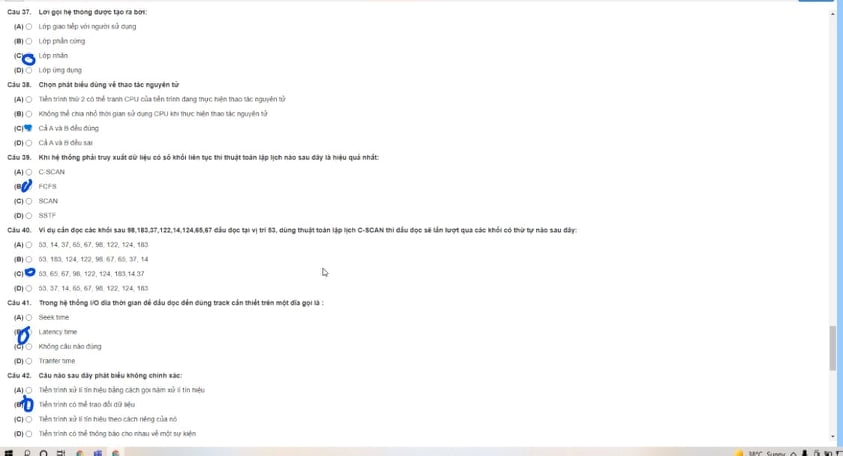 Câu 37. Lời gọi hệ thống được tạo ra bởi:
(A) Lớp giao tiếp với người sử dụng
(B) Lớp phần cứng
(C) Lớp nhân
(D) Lớp ứng dụng
Câu 38. Chọn phát biểu đúng về thao tác nguyên tử
(A) Tiến trình thứ 2 có thể tranh CPU của tiến trình đang thực hiện thao tác nguyên tử
(B) Không thể chia nhỏ thời gian sử dụng CPU khi thực hiện thao tác nguyên tử
(C) Cả A và B đều đúng
(D) Cả A và B đều sai
Câu 39. Khi hệ thống phải truy xuất dữ liệu có số khối liên tục thì thuật toán lập lịch nào sau đây là hiệu quả nhất:
(A) C-SCAN
(B FCFS
(C) SCAN
(D) SSTF
Câu 40. Ví dụ cần đọc các khối sau 98,183,37,122,14,124,65,67 đầu đọc tại vị trí 53, dùng thuật toán lập lịch C-SCAN thì đầu đọc sẽ lần lượt qua các khối có thứ tự nào sau đây:
(A) 53, 14, 37, 65, 67, 98, 122, 124, 183
(B) 53, 183, 124, 122, 98, 67, 65, 37, 14
(C) 53, 65, 67, 98, 122, 124, 183,14,37
(D) 53, 37, 14, 65, 67, 98, 122, 124, 183
Câu 41. Trong hệ thống I/O đĩa thời gian để đầu đọc đến đúng track cần thiết trên một đĩa gọi là :
(A) Seek time
Latency time
(C) Không câu nào đúng
(D) Tranfer time
Câu 42. Câu nào sau đây phát biểu không chính xác:
(A) Tiến trình xử lí tín hiệu bằng cách gọi hàm xử lí tín hiệu
(B) Tiến trình có thể trao đổi dữ liệu
(C) Tiến trình xử lí tín hiệu theo cách riêng của nó
(D) Tiến trình có thể thông báo cho nhau về một sự kiện
38°C Sunny